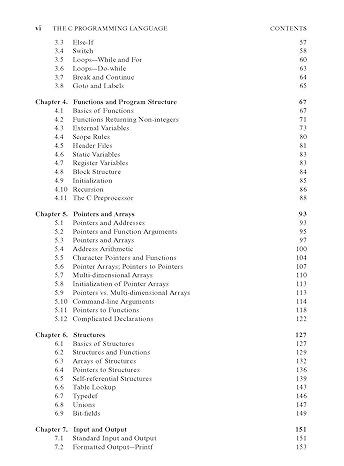 vi THE C PROGRAMMING LANGUAGE CONTENTS
3.3 Else-If 57
3.4 Switch 58
3.5 Loops—While and For 60
3.6 Loops—Do-while 63
3.7 Break and Continue 64
3.8 Goto and Labels 65
Chapter 4. Functions and Program Structure 67
4.1 Basics of Functions 67
4.2 Functions Returning Non-integers 71
4.3 External Variables 73
4.4 Scope Rules 80
4.5 Header Files 81
4.6 Static Variables 83
4.7 Register Variables 83
4.8 Block Structure 84
4.9 Initialization 85
4.10 Recursion 86
4.11 The C Preprocessor 88
Chapter 5. Pointers and Arrays 93
5.1 Pointers and Addresses 93
5.2 Pointers and Function Arguments 95
5.3 Pointers and Arrays 97
5.4 Address Arithmetic 100
5.5 Character Pointers and Functions 104
5.6 Pointer Arrays; Pointers to Pointers 107
5.7 Multi-dimensional Arrays 110
5.8 Initialization of Pointer Arrays 113
5.9 Pointers vs. Multi-dimensional Arrays 113
5.10 Command-line Arguments 114
5.11 Pointers to Functions 118
5.12 Complicated Declarations 122
Chapter 6. Structures 127
6.1 Basics of Structures 127
6.2 Structures and Functions 129
6.3 Arrays of Structures 132
6.4 Pointers to Structures 136
6.5 Self-referential Structures 139
6.6 Table Lookup 143
6.7 Typedef 146
6.8 Unions 147
6.9 Bit-fields 149
Chapter 7. Input and Output 151
7.1 Standard Input and Output 151
7.2 Formatted Output—Printf 153